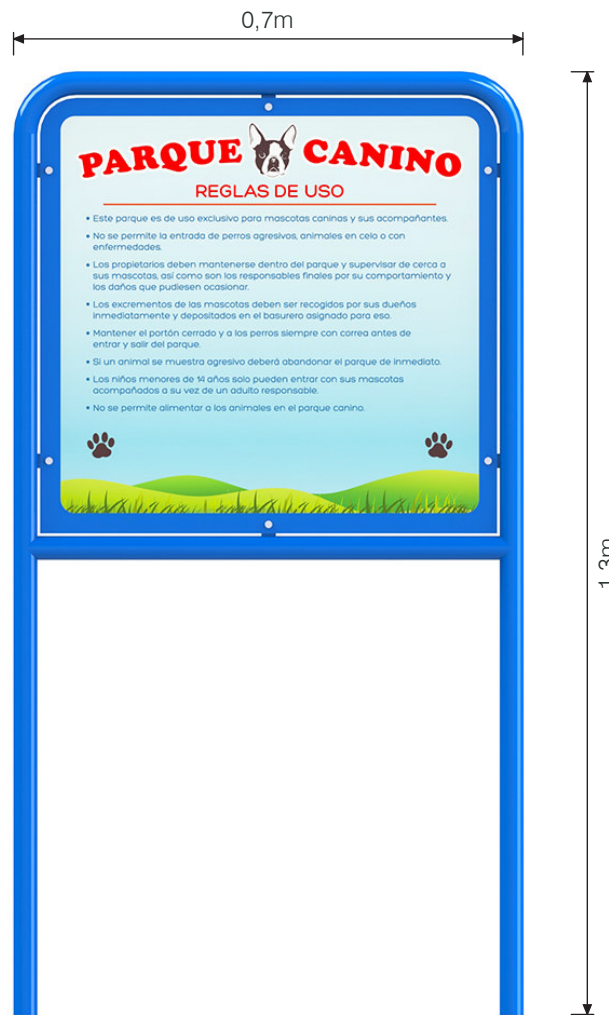 0,7m
PARQUE CANINO
REGLAS DE USO
• Este parque es de uso exclusivo para mascotas caninas y sus acompañantes.
• No se permite la entrada de perros agresivos, animales en celo o con
enfermedades.
• Los propietarios deben mantenerse dentro del parque y supervisar de cerca a
sus mascotas, así como son los responsables finales por su comportamiento y
los daños que pudiesen ocasionar.
• Los excrementos de las mascotas deben ser recogidos por sus dueños
inmediatamente y depositados en el basurero asignado para eso.
• Mantener el portón cerrado y a los perros siempre con correa antes de
entrar y salir del parque.
• Si un animal se muestra agresivo deberá abandonar el parque de inmediato.
• Los niños menores de 14 años solo pueden entrar con sus mascotas
acompañados a su vez de un adulto responsable.
• No se permite alimentar a los animales en el parque canino.
1,3m